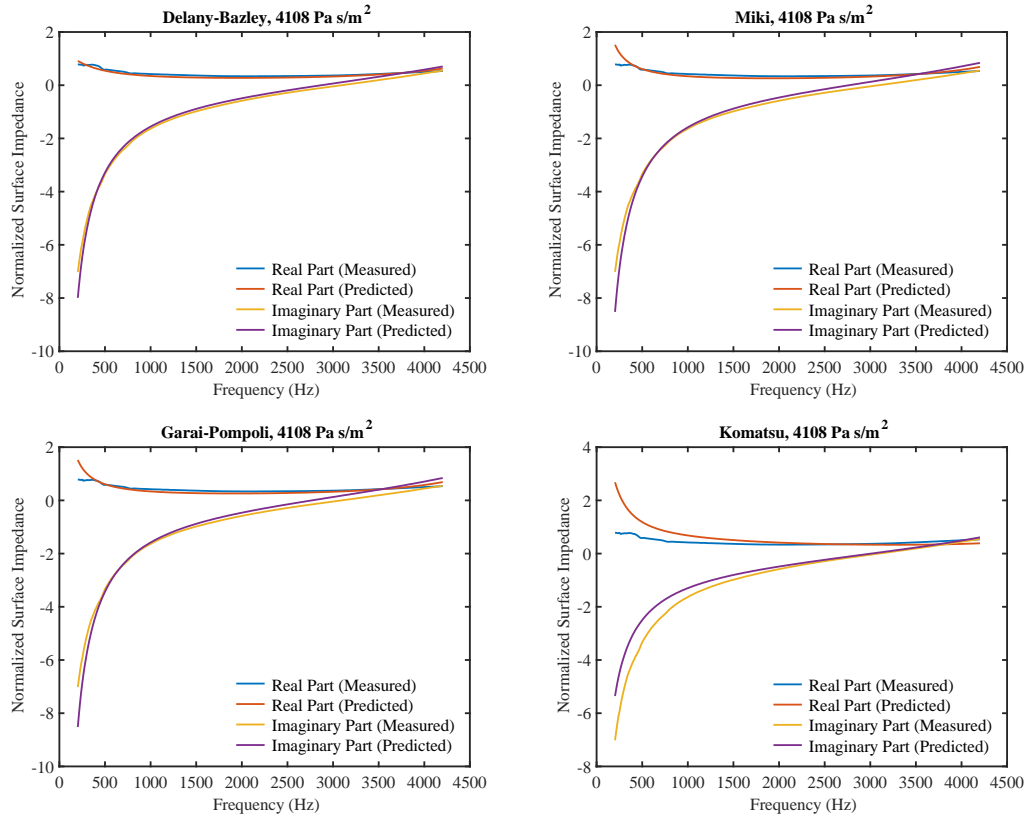 Delany-Bazley, 4108 Pa s/m²
2
0
-2
-4
-6
-8
-10
Normalized Surface Impedance
Real Part (Measured)
Real Part (Predicted)
Imaginary Part (Measured)
Imaginary Part (Predicted)
0 500 1000 1500 2000 2500 3000 3500 4000 4500
Frequency (Hz)
Miki, 4108 Pa s/m²
2
0
-2
-4
-6
-8
-10
Normalized Surface Impedance
Real Part (Measured)
Real Part (Predicted)
Imaginary Part (Measured)
Imaginary Part (Predicted)
0 500 1000 1500 2000 2500 3000 3500 4000 4500
Frequency (Hz)
Garai-Pompoli, 4108 Pa s/m²
2
0
-2
-4
-6
-8
-10
Normalized Surface Impedance
Real Part (Measured)
Real Part (Predicted)
Imaginary Part (Measured)
Imaginary Part (Predicted)
0 500 1000 1500 2000 2500 3000 3500 4000 4500
Frequency (Hz)
Komatsu, 4108 Pa s/m²
4
2
0
-2
-4
-6
-8
Normalized Surface Impedance
Real Part (Measured)
Real Part (Predicted)
Imaginary Part (Measured)
Imaginary Part (Predicted)
0 500 1000 1500 2000 2500 3000 3500 4000 4500
Frequency (Hz)